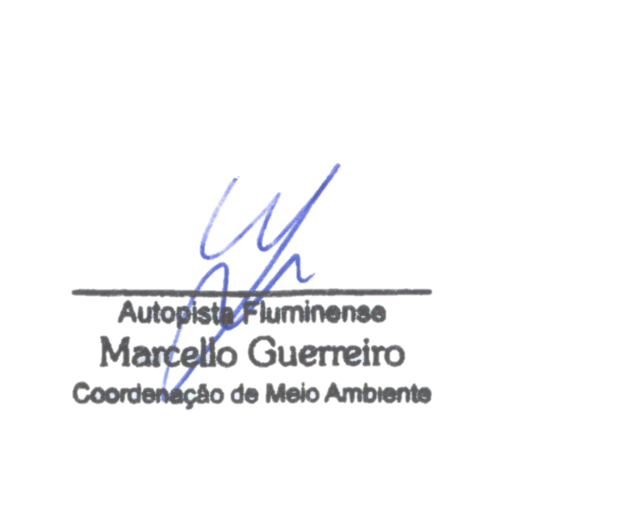 Autopista Fluminense
Marcello Guerreiro
Coordenação de Meio Ambiente